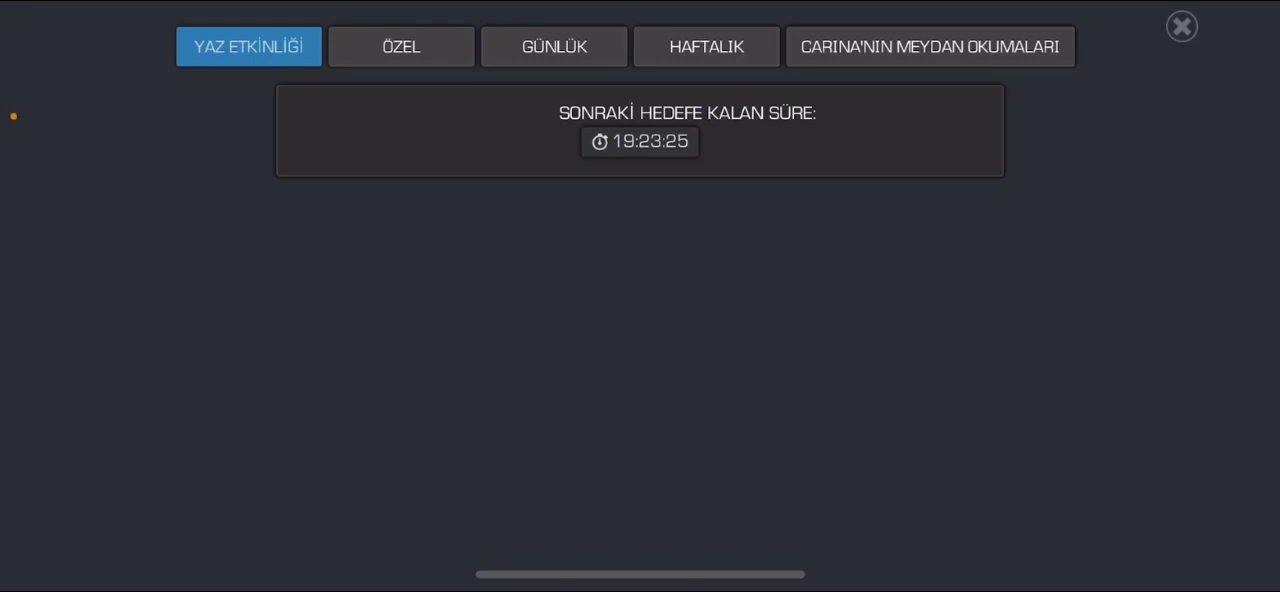 YAZ ETKİNLİĞİ ÖZEL GÜNLÜK HAFTALIK CARINA'NIN MEYDAN OKUMALARI
SONRAKİ HEDEFE KALAN SÜRE:
19:23:25